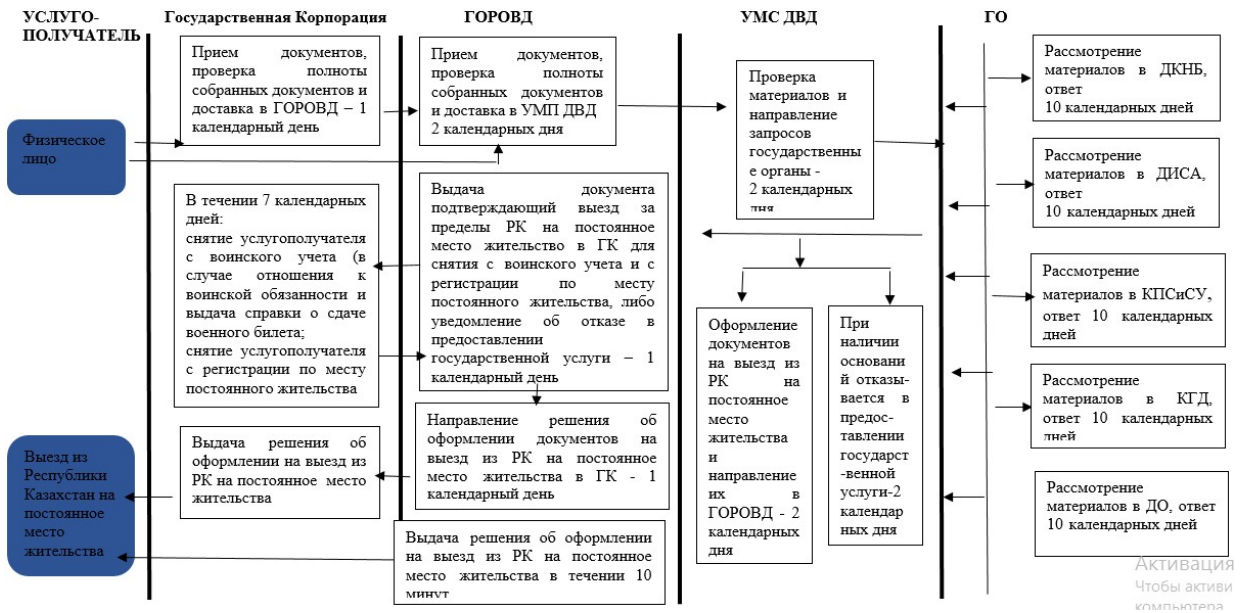 УСЛУГО-
ПОЛУЧАТЕЛЬ
Государственная Корпорация
ГОРОВД
УМС ДВД
ГО
Физическое
лицо
Прием документов,
проверка полноты
собранных документов и
доставка в ГОРОВД – 1
календарный день
Прием документов,
проверка полноты
собранных документов
и доставка в УМП ДВД
2 календарных дня
Проверка
материалов и
направление
запросов
государственны
е органы -
2 календарных
дня
Рассмотрение
материалов в ДКНБ,
ответ
10 календарных дней
Рассмотрение
материалов в ДИСА,
ответ
10 календарных дней
Рассмотрение
материалов в КПСиСУ,
ответ 10 календарных
дней
Рассмотрение
материалов в КГД,
ответ 10 календарных
дней
Рассмотрение
материалов в ДО, ответ
10 календарных дней
В течении 7 календарных
дней:
снятие услугополучателя
с воинского учета (в
случае отношения к
воинской обязанности и
выдача справки о сдаче
военного билета;
снятие услугополучателя
с регистрации по месту
постоянного жительства
Выдача документа
подтверждающий выезд за
пределы РК на постоянное
место жительство в ГК для
снятия с воинского учета и с
регистрации по месту
постоянного жительства, либо
уведомление об отказе в
предоставлении
государственной услуги – 1
календарный день
Оформление
документов
на выезд из
РК на
постоянное
место
жительства
и
направление
их в
ГОРОВД - 2
календарных
дня
При
наличии
основани
й отказы-
вается в
предос-
тавлении
государст
-венной
услуги-2
календар
ных дня
Направление решения об
оформлении документов на
выезд из РК на постоянное
место жительства в ГК - 1
календарный день
Выдача решения об
оформлении на выезд из
РК на постоянное место
жительства
Выезд из
Республики
Казахстан на
постоянное
место
жительства
Выдача решения об оформлении
на выезд из РК на постоянное
место жительства в течении 10
минут
Активация
Чтобы активи
компьютера